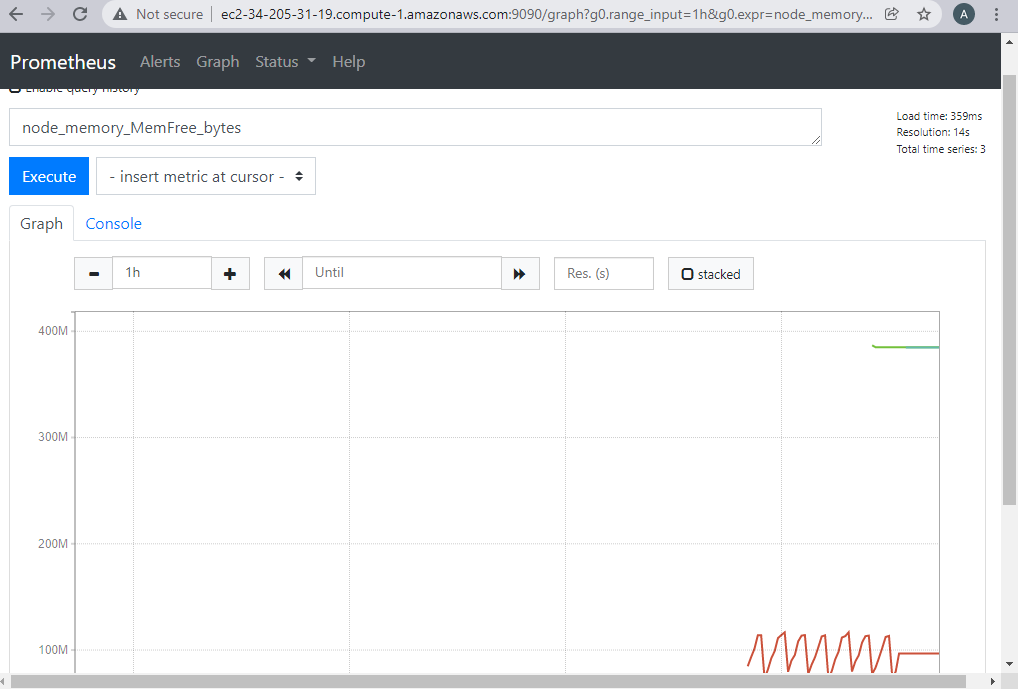 Not secure ec2-34-205-31-19.compute-1.amazonaws.com:9090/graph?g0.range_input=1h&g0.expr=node_memory... A
Prometheus Alerts Graph Status Help
Enable query history
node_memory_MemFree_bytes
Load time: 359ms
Resolution: 14s
Total time series: 3
Execute - insert metric at cursor -
Graph Console
1h Until Res. (s) stacked
400M
300M
200M
100M